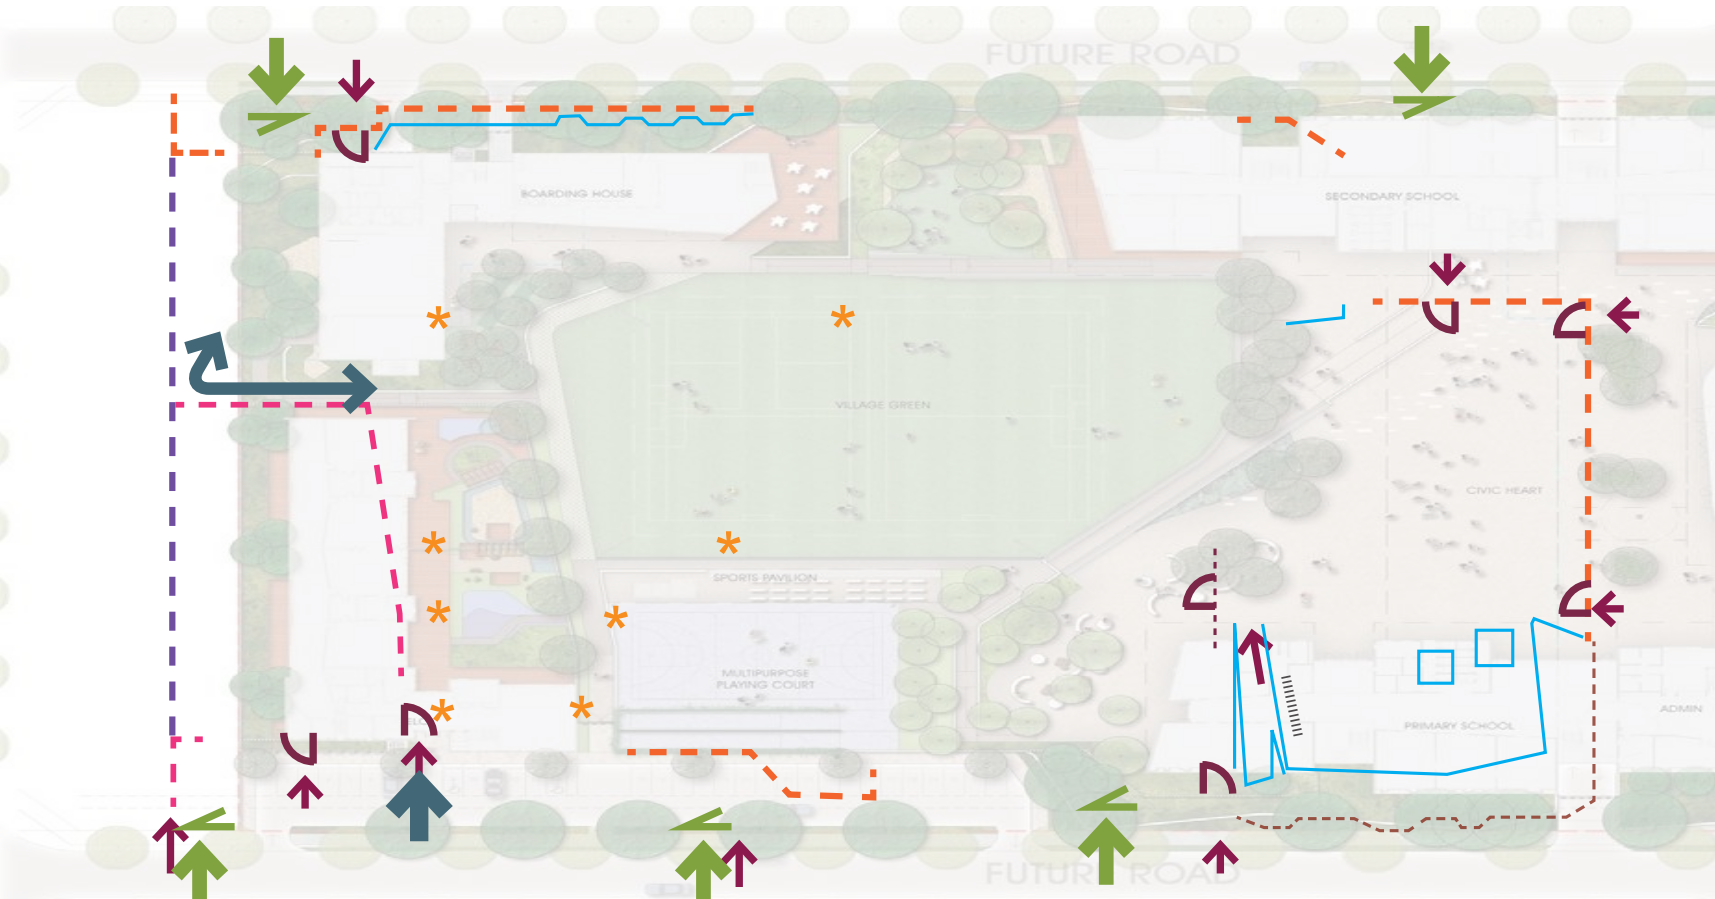 FUTURE ROAD
BOARDING HOUSE
SECONDARY SCHOOL
VILLAGE GREEN
CIVIC HEART
SPORTS PAVILION
MULTIPURPOSE
PLAYING COURT
ADMIN
PRIMARY SCHOOL
FUTURE ROAD